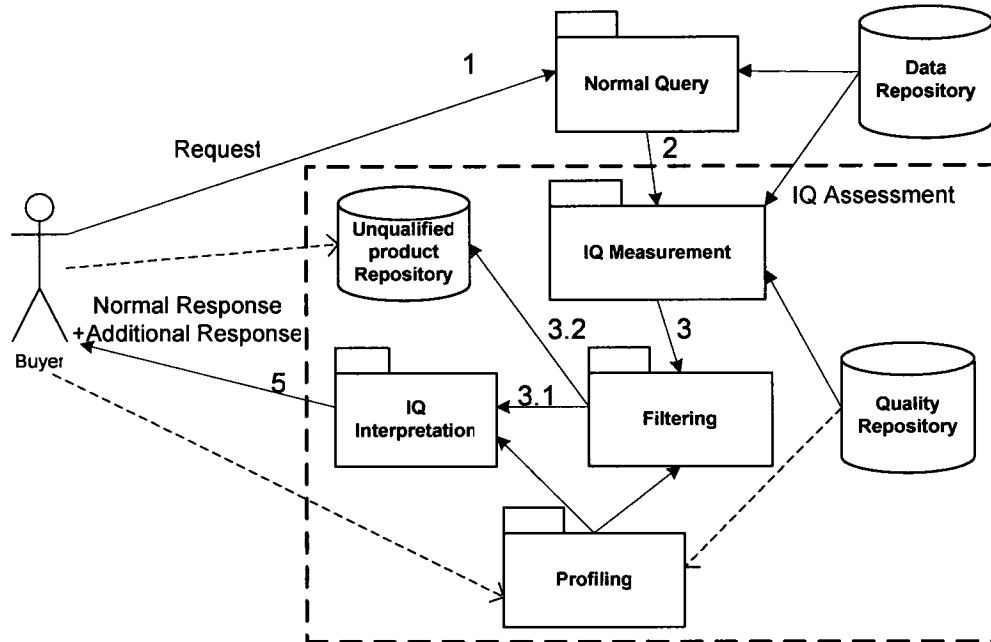 1
Normal Query
Data
Repository
Request
2
IQ Assessment
Unqualified
product
Repository
IQ Measurement
Normal Response
+Additional Response
3.2
3
Buyer
5
3.1
IQ
Interpretation
Filtering
Quality
Repository
Profiling